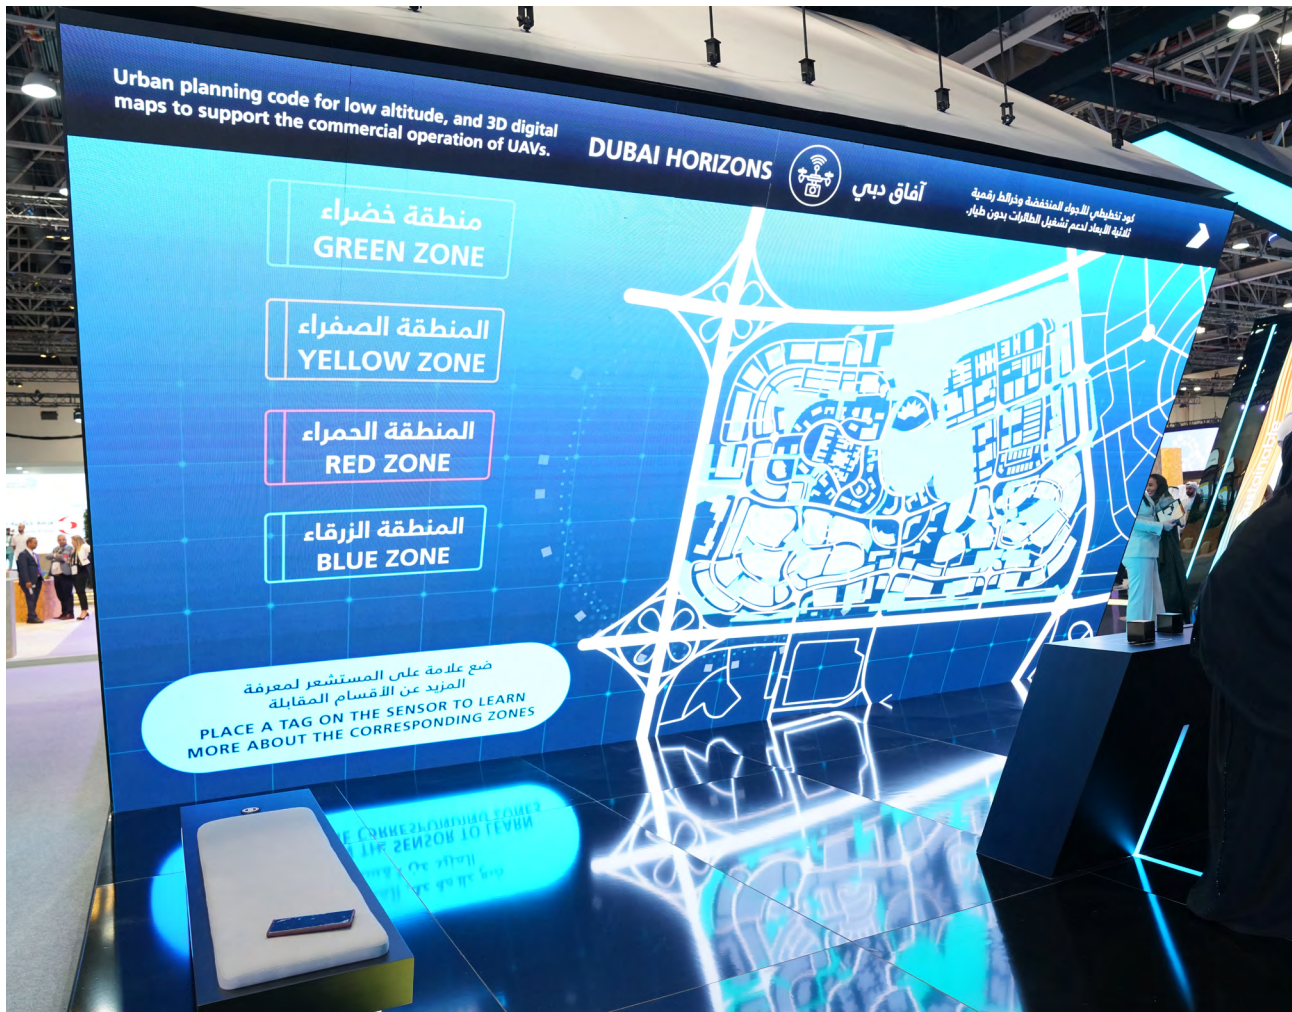 Urban planning code for low altitude, and 3D digital
maps to support the commercial operation of UAVs.
DUBAI HORIZONS
آفاق دبي
كود تخطيطي للأجواء المنخفضة وخرائط رقمية
ثلاثية الأبعاد لدعم تشغيل الطائرات بدون طيار.
منطقة خضراء
GREEN ZONE
المنطقة الصفراء
YELLOW ZONE
المنطقة الحمراء
RED ZONE
المنطقة الزرقاء
BLUE ZONE
ضع علامة على المستشعر لمعرفة
المزيد عن الأقسام المقابلة
PLACE A TAG ON THE SENSOR TO LEARN
MORE ABOUT THE CORRESPONDING ZONES